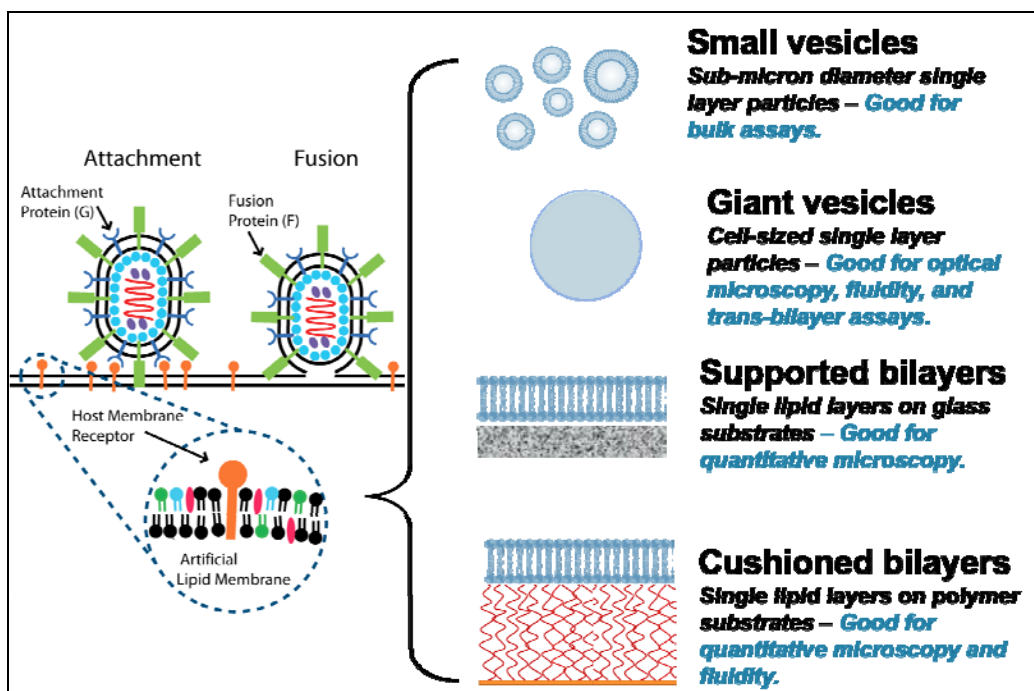 Attachment
Fusion
Attachment
Protein (G)
Fusion
Protein (F)
Host Membrane
Receptor
Artificial
Lipid Membrane
Small vesicles
Sub-micron diameter single
layer particles – Good for
bulk assays.
Giant vesicles
Cell-sized single layer
particles – Good for optical
microscopy, fluidity, and
trans-bilayer assays.
Supported bilayers
Single lipid layers on glass
substrates – Good for
quantitative microscopy.
Cushioned bilayers
Single lipid layers on polymer
substrates – Good for
quantitative microscopy and
fluidity.